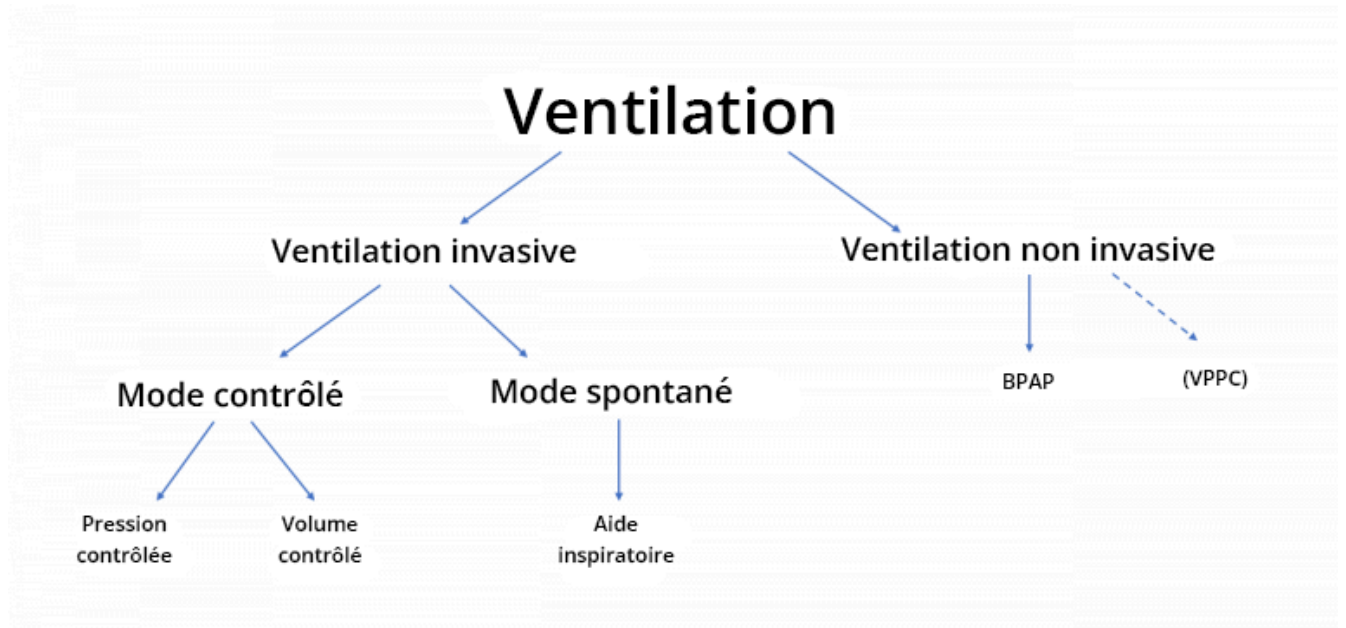 Ventilation
Ventilation invasive
Ventilation non invasive
Mode contrôlé
Mode spontané
BPAP
(VPPC)
Pression
contrôlée
Volume
contrôlé
Aide
inspiratoire